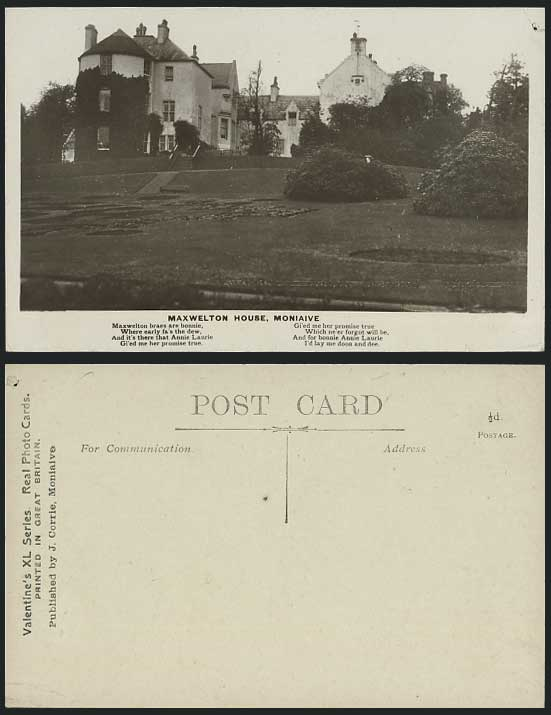 MAXWELTON HOUSE, MONIAIVE
Maxwelton braes are bonnie,
Where early fa's the dew,
And it's there that Annie Laurie
Gi'ed me her promise true.
Gi'ed me her promise true
Which ne'er forgot will be,
And for bonnie Annie Laurie
I'd lay me doon and dee.
POST CARD
½d.
POSTAGE.
For Communication.
Address
Valentine's XL Series. Real Photo Cards.
PRINTED IN GREAT BRITAIN.
Published by J. Corrie, Moniaive